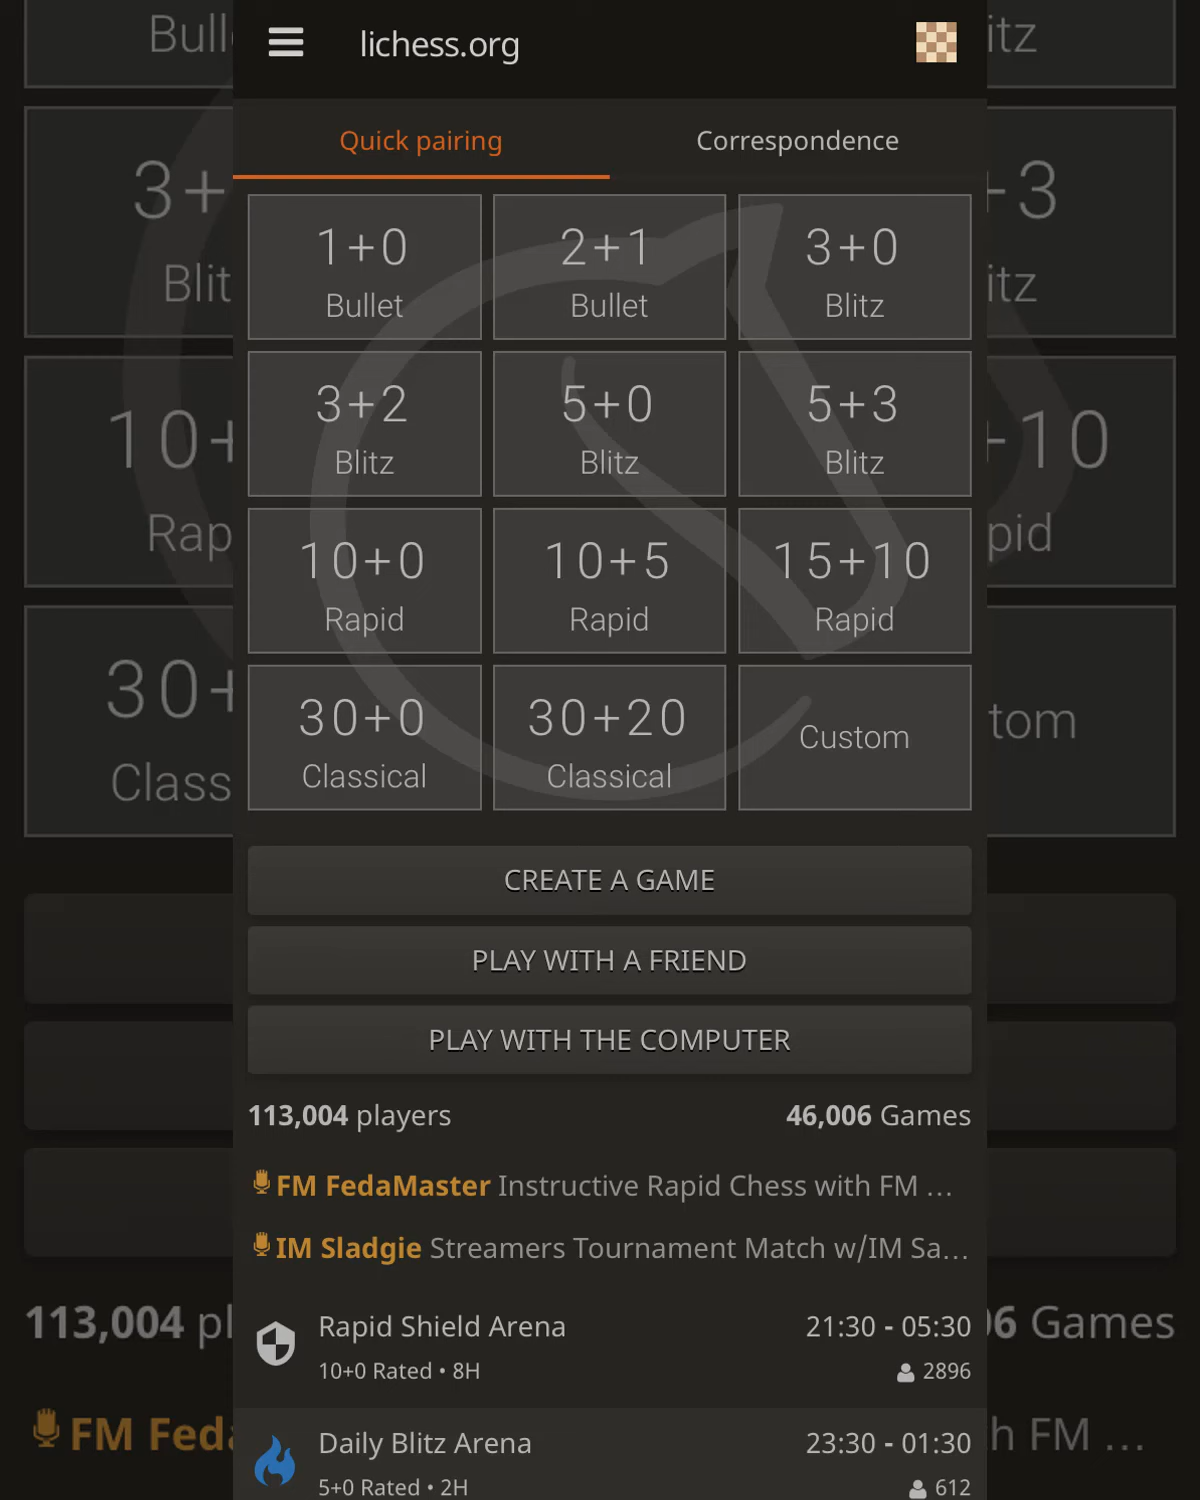 lichess.org
Quick pairing Correspondence
1+0 2+1 3+0
Bullet Bullet Blitz
3+2 5+0 5+3
Blitz Blitz Blitz
10+0 10+5 15+10
Rapid Rapid Rapid
30+0 30+20 Custom
Classical Classical
CREATE A GAME
PLAY WITH A FRIEND
PLAY WITH THE COMPUTER
113,004 players 46,006 Games
FM FedaMaster Instructive Rapid Chess with FM ...
IM Sladgie Streamers Tournament Match w/IM Sa...
Rapid Shield Arena 21:30 - 05:30
10+0 Rated • 8H 2896
Daily Blitz Arena 23:30 - 01:30
5+0 Rated • 2H 612